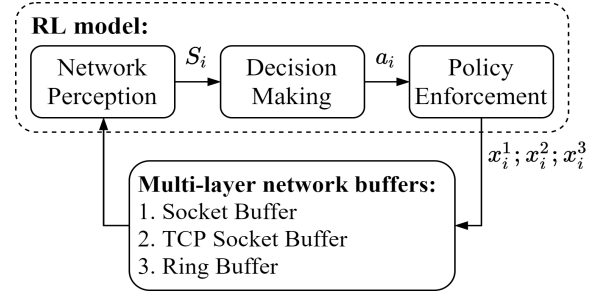 RL model:
Network
Perception
S_i
Decision
Making
a_i
Policy
Enforcement
x_i^1; x_i^2; x_i^3
Multi-layer network buffers:
1. Socket Buffer
2. TCP Socket Buffer
3. Ring Buffer